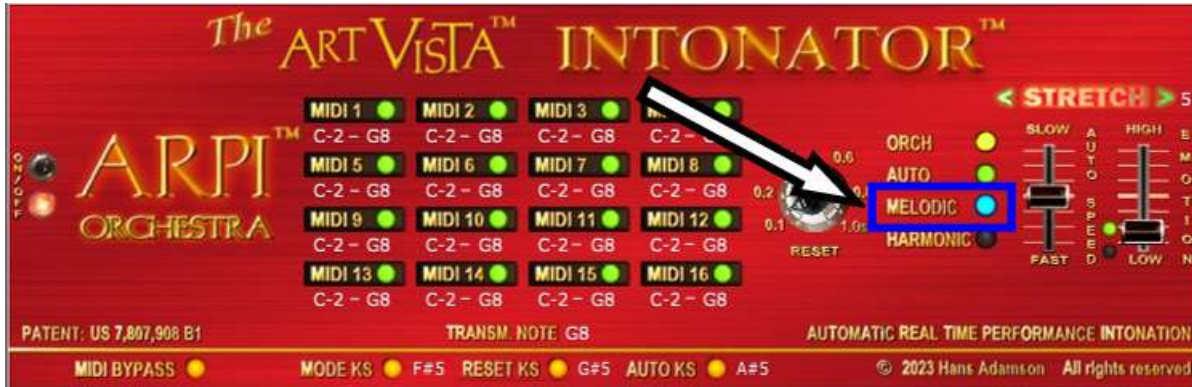 The ART VISTA™ INTONATOR™
< STRETCH > 5
MIDI 1 MIDI 2 MIDI 3
C-2 – G8 C-2 – G8 C-2 – G8 C-2 – G8
ARPI™
ORCHESTRA
ON/OFF
MIDI 5 MIDI 6 MIDI 7 MIDI 8
C-2 – G8 C-2 – G8 C-2 – G8 C-2 – G8
MIDI 9 MIDI 10 MIDI 11 MIDI 12
C-2 – G8 C-2 – G8 C-2 – G8 C-2 – G8
MIDI 13 MIDI 14 MIDI 15 MIDI 16
C-2 – G8 C-2 – G8 C-2 – G8 C-2 – G8
0.6
0.2
0.1 1.0s
RESET
ORCH
AUTO
MELODIC
HARMONIC
SLOW
FAST
AUTO SPEED
HIGH
LOW
EMOTION
PATENT: US 7,807,908 B1 TRANSM. NOTE G8 AUTOMATIC REAL TIME PERFORMANCE INTONATION
MIDI BYPASS MODE KS F#5 RESET KS G#5 AUTO KS A#5 © 2023 Hans Adamson All rights reserved